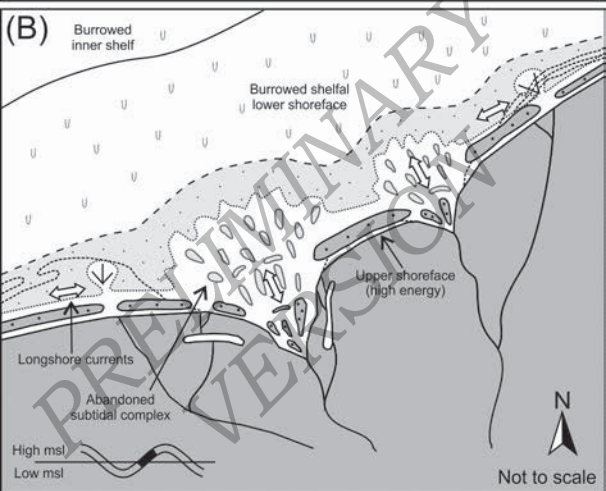 (B)
Burrowed
inner shelf
Burrowed shelfal
lower shoreface
PRELIMINARY
VERSION
Upper shoreface
(high energy)
Longshore currents
Abandoned
subtidal complex
High msl
Low msl
N
Not to scale